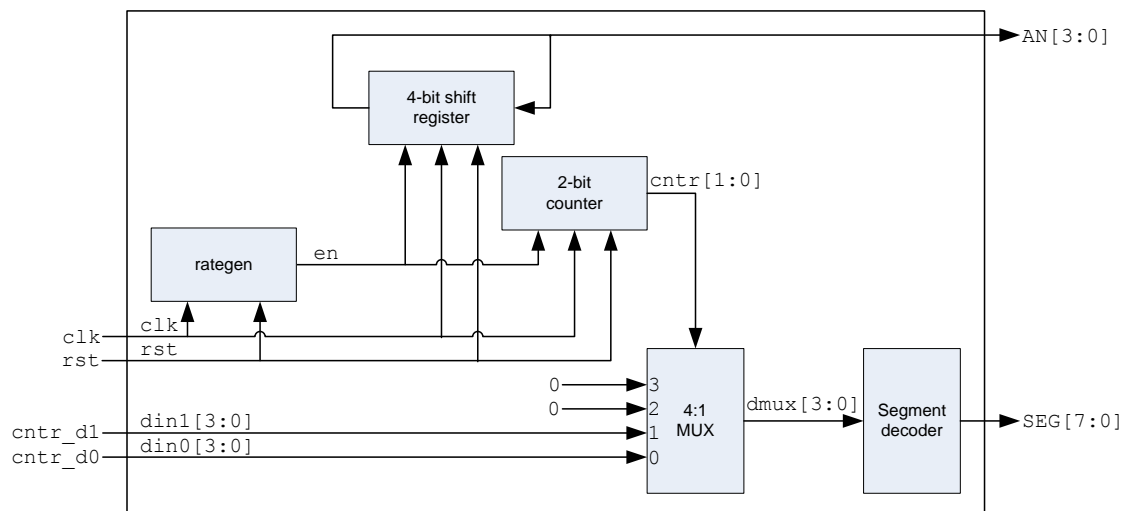 AN[3:0]
4-bit shift
register
2-bit
counter
cntr[1:0]
rategen
en
clk
clk
rst
rst
0
3
0
2
4:1
MUX
dmux[3:0]
Segment
decoder
SEG[7:0]
cntr_d1
din1[3:0]
1
cntr_d0
din0[3:0]
0